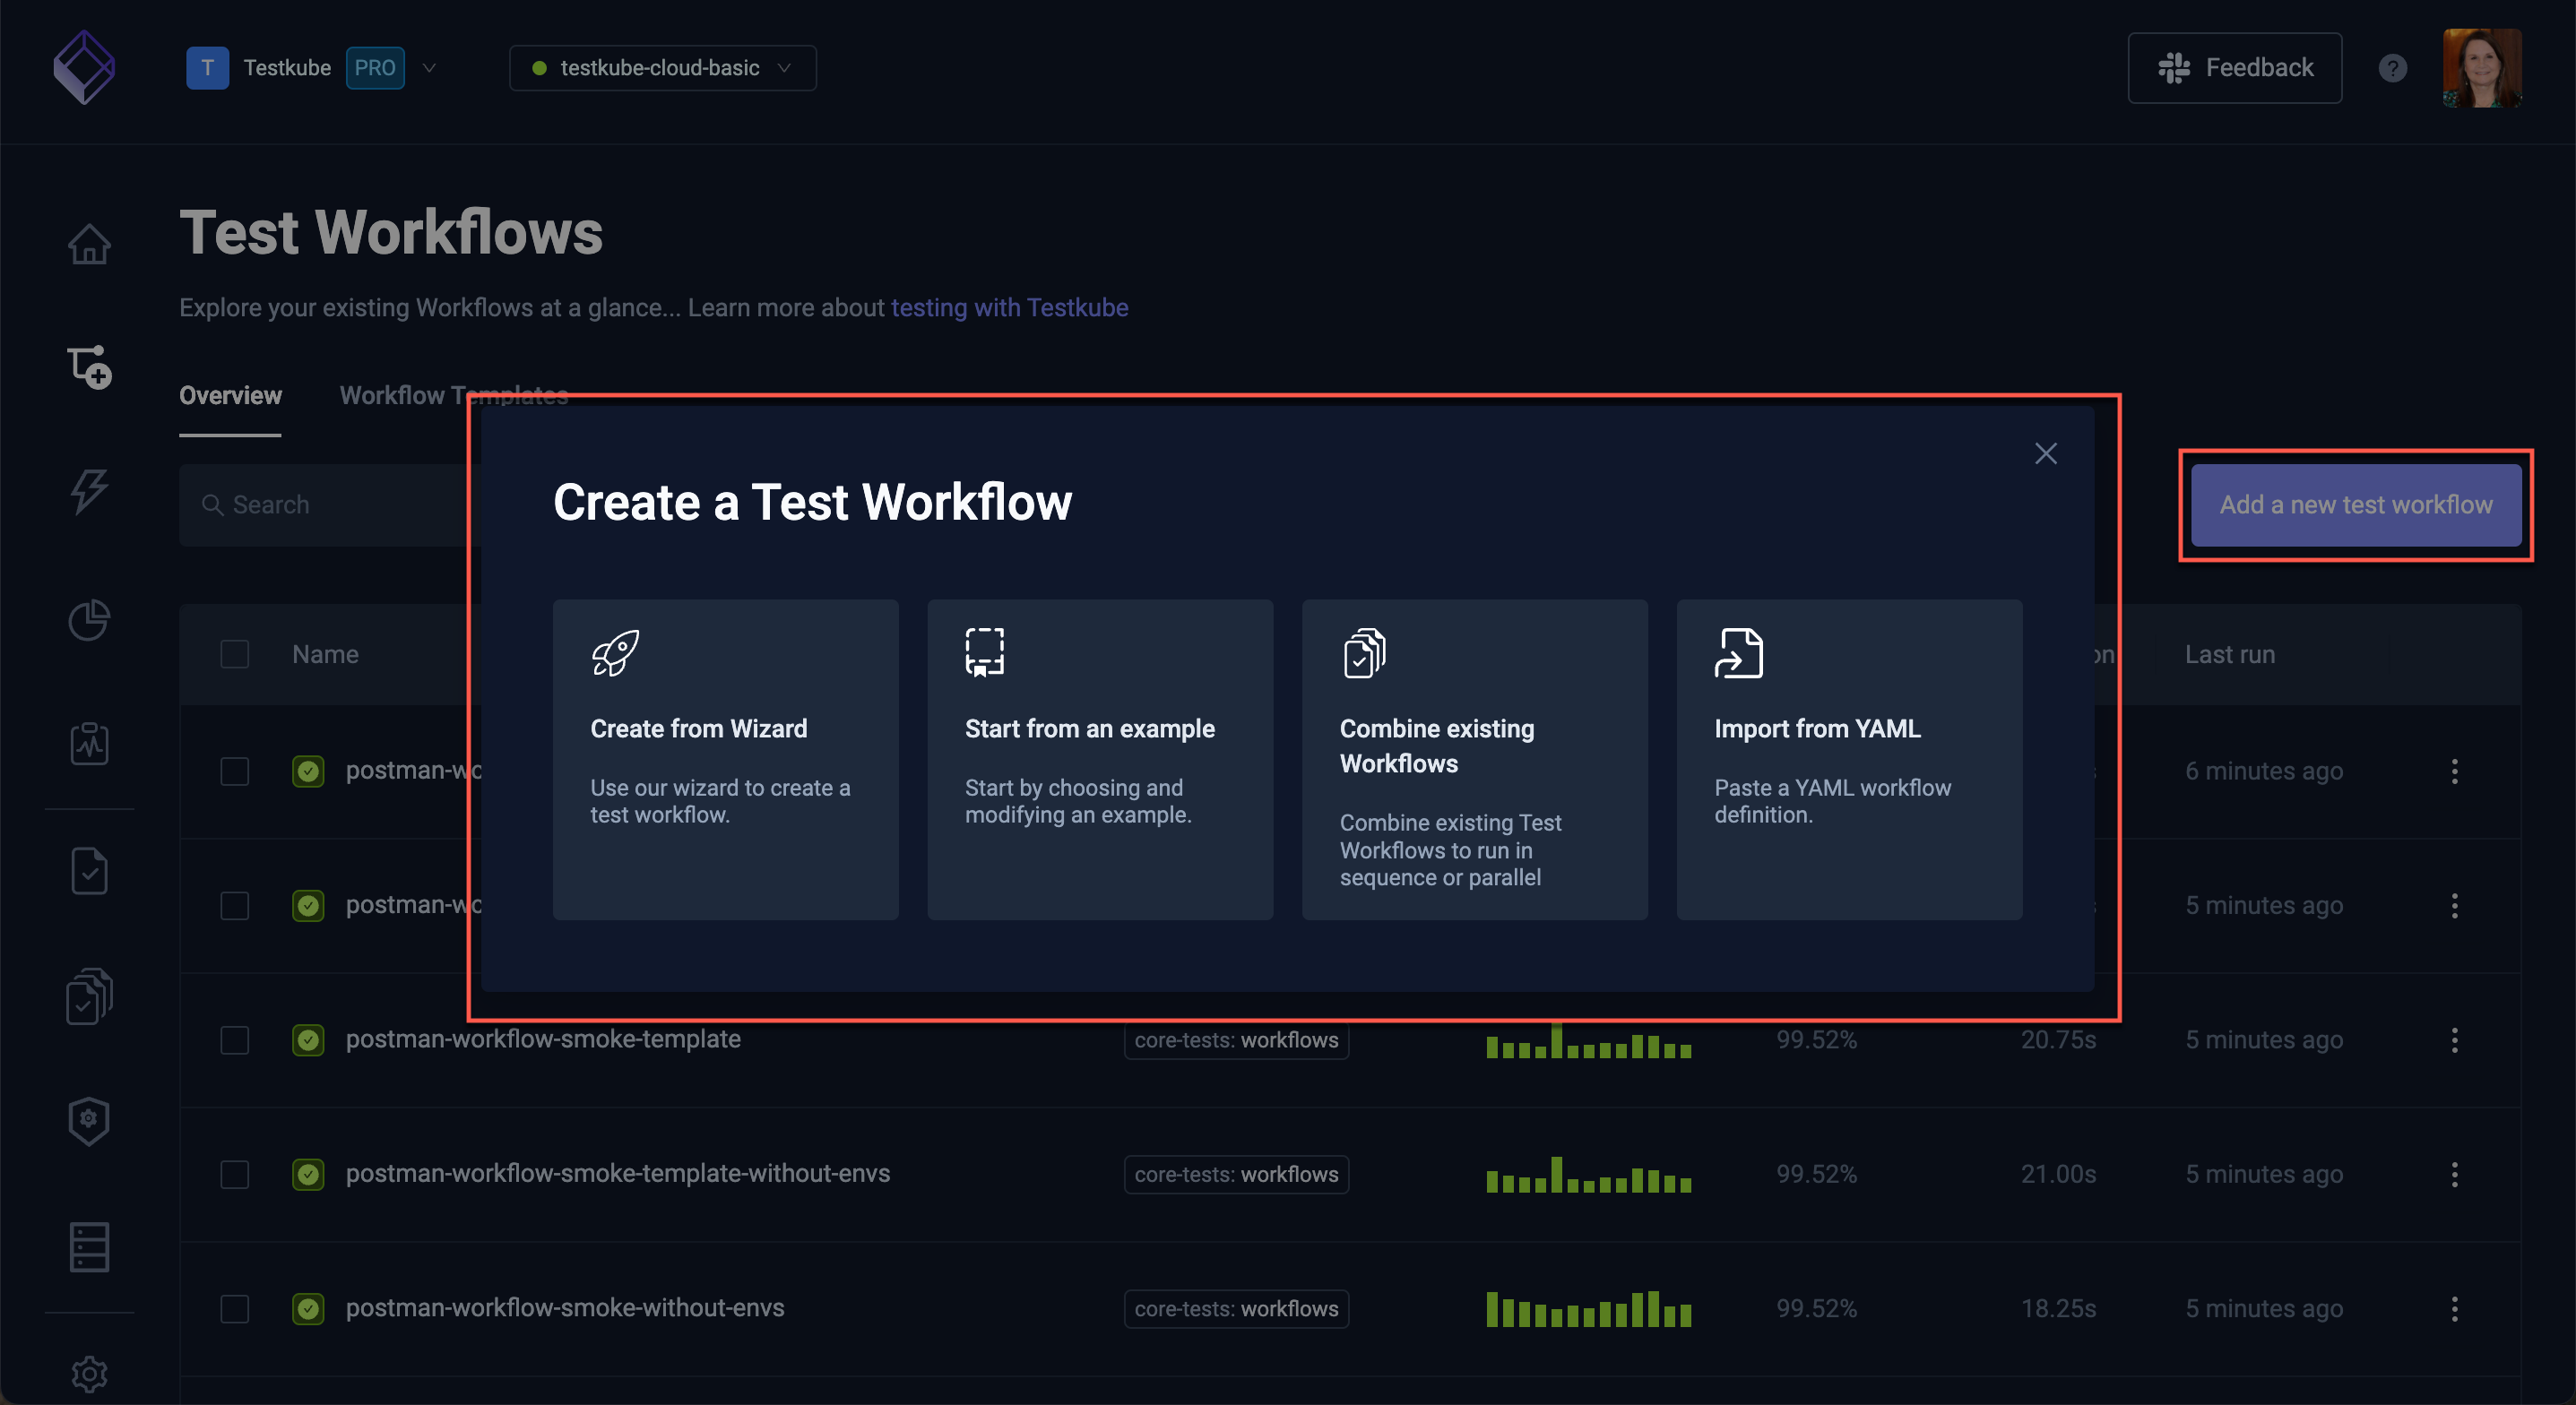 T Testkube PRO
testkube-cloud-basic
Feedback
?
Test Workflows
Explore your existing Workflows at a glance... Learn more about testing with Testkube
Overview
Workflow Templates
Search
Add a new test workflow
Create a Test Workflow
Create from Wizard
Use our wizard to create a
test workflow.
Start from an example
Start by choosing and
modifying an example.
Combine existing
Workflows
Combine existing Test
Workflows to run in
sequence or parallel
Import from YAML
Paste a YAML workflow
definition.
Name
on
Last run
postman-wo
6 minutes ago
postman-wo
5 minutes ago
postman-workflow-smoke-template
core-tests: workflows
99.52%
20.75s
5 minutes ago
postman-workflow-smoke-template-without-envs
core-tests: workflows
99.52%
21.00s
5 minutes ago
postman-workflow-smoke-without-envs
core-tests: workflows
99.52%
18.25s
5 minutes ago